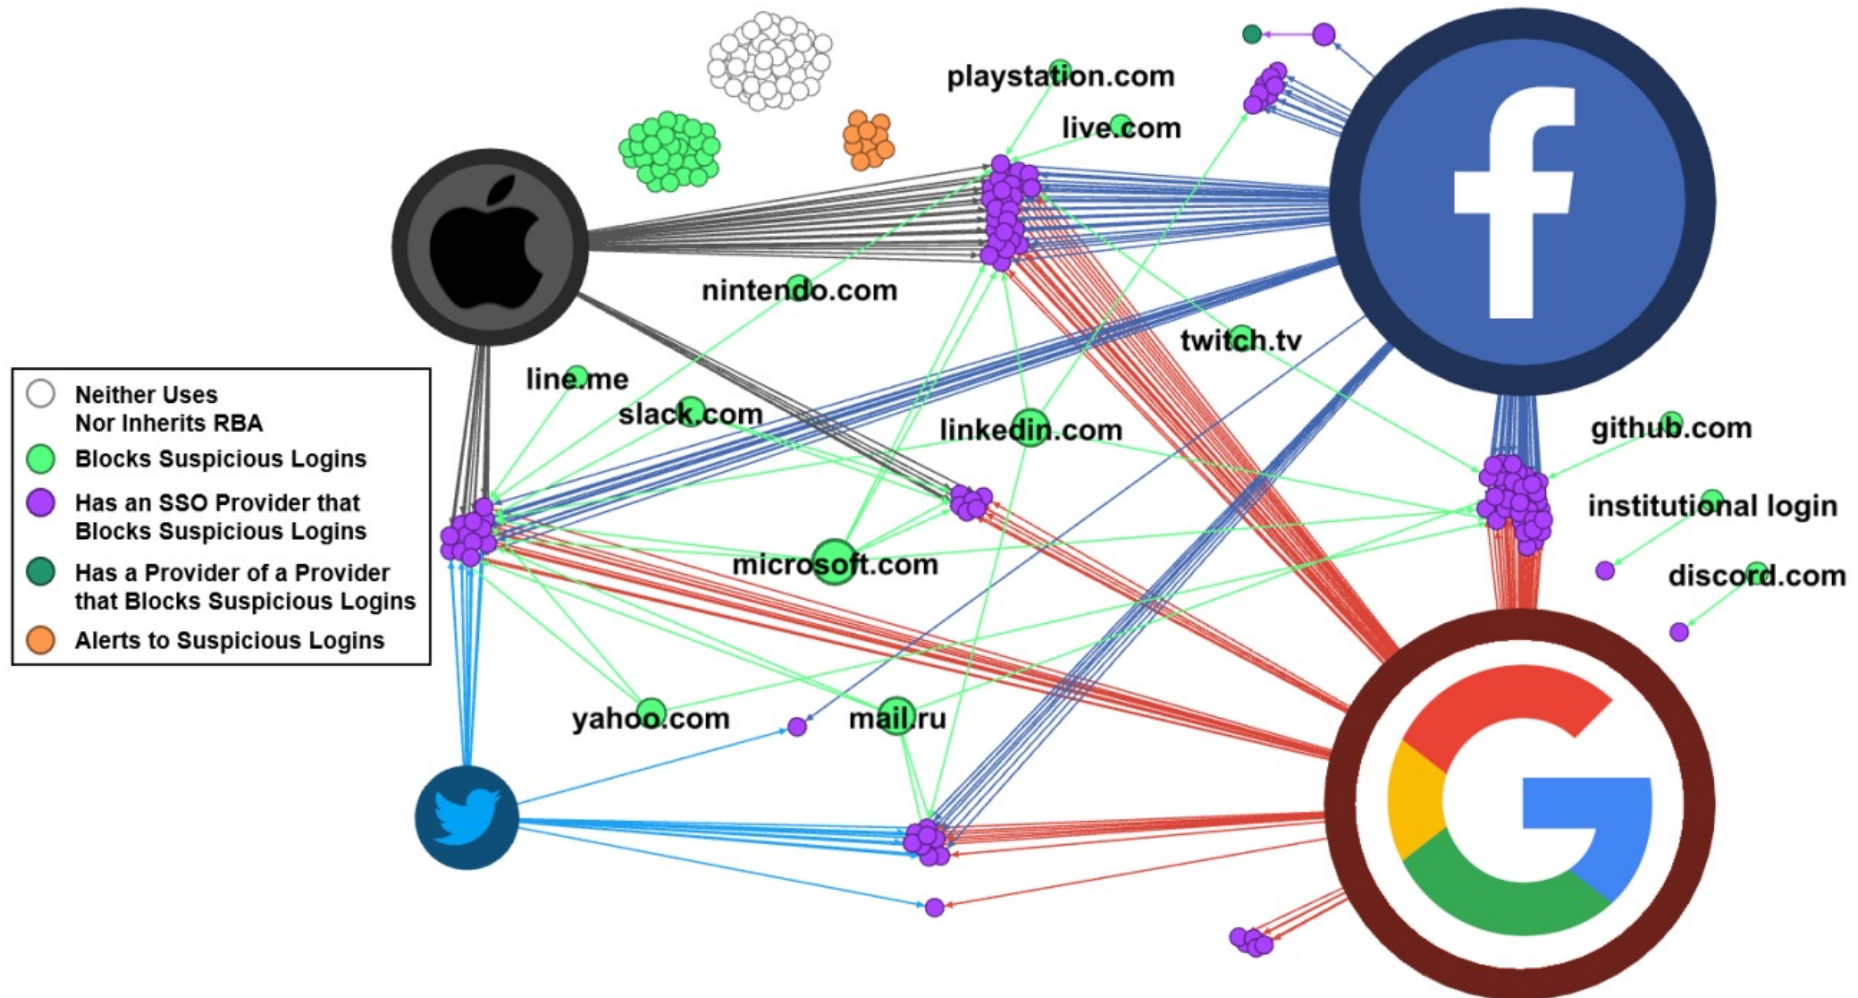 playstation.com
live.com
nintendo.com
twitch.tv
line.me
slack.com
linkedin.com
github.com
institutional login
discord.com
microsoft.com
yahoo.com
mail.ru
Neither Uses
Nor Inherits RBA
Blocks Suspicious Logins
Has an SSO Provider that
Blocks Suspicious Logins
Has a Provider of a Provider
that Blocks Suspicious Logins
Alerts to Suspicious Logins